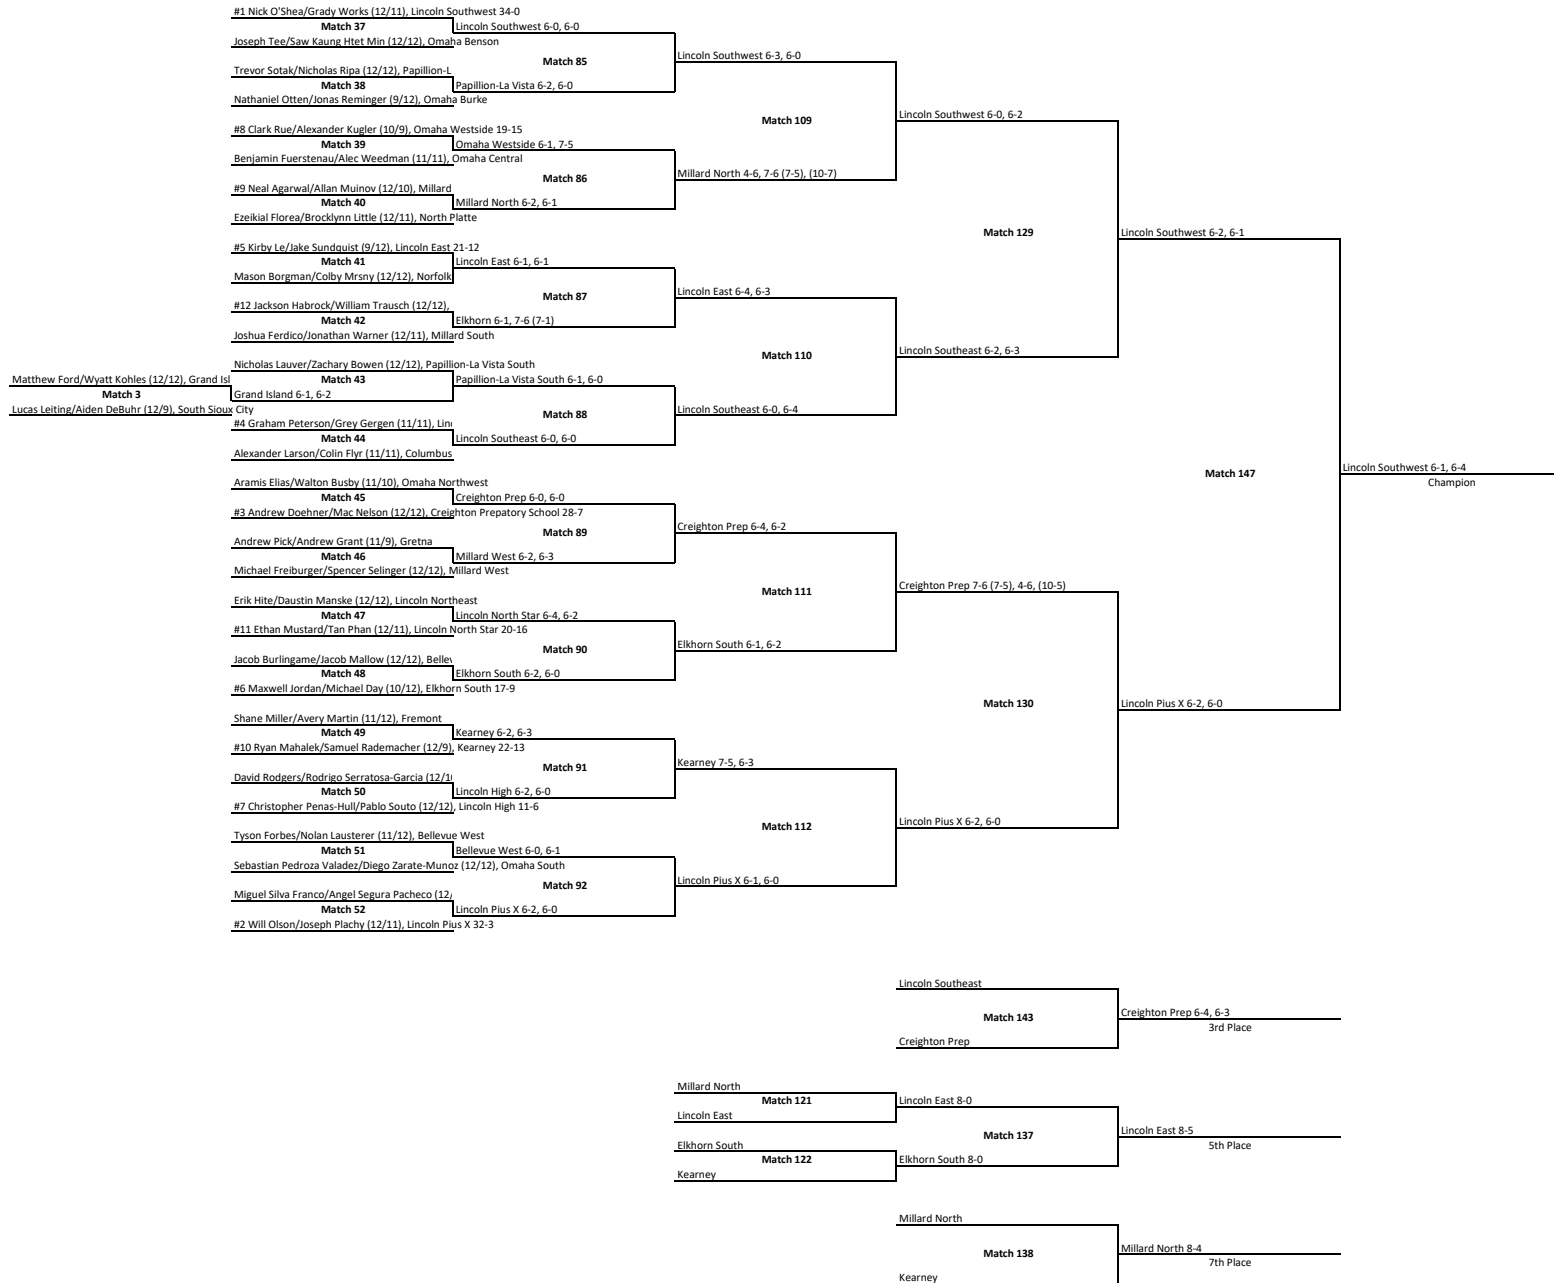 #1 Nick O'Shea/Grady Works (12/11), Lincoln Southwest 34-0
Match 37
Lincoln Southwest 6-0, 6-0
Joseph Tee/Saw Kaung Htet Min (12/12), Omaha Benson
Match 85
Lincoln Southwest 6-3, 6-0
Trevor Sotak/Nicholas Ripa (12/12), Papillion-L
Match 38
Papillion-La Vista 6-2, 6-0
Nathaniel Otten/Jonas Reminger (9/12), Omaha Burke
Match 109
Lincoln Southwest 6-0, 6-2
#8 Clark Rue/Alexander Kugler (10/9), Omaha Westside 19-15
Match 39
Omaha Westside 6-1, 7-5
Benjamin Fuerstenau/Alec Weedman (11/11), Omaha Central
Match 86
Millard North 4-6, 7-6 (7-5), (10-7)
#9 Neal Agarwal/Allan Muinov (12/10), Millard
Match 40
Millard North 6-2, 6-1
Ezeikial Florea/Brocklynn Little (12/11), North Platte
Match 129
Lincoln Southwest 6-2, 6-1
#5 Kirby Le/Jake Sundquist (9/12), Lincoln East 21-12
Match 41
Lincoln East 6-1, 6-1
Mason Borgman/Colby Mrsny (12/12), Norfolk
Match 87
Lincoln East 6-4, 6-3
#12 Jackson Habrock/William Trausch (12/12),
Match 42
Elkhorn 6-1, 7-6 (7-1)
Joshua Ferdico/Jonathan Warner (12/11), Millard South
Match 110
Lincoln Southeast 6-2, 6-3
Nicholas Lauver/Zachary Bowen (12/12), Papillion-La Vista South
Matthew Ford/Wyatt Kohles (12/12), Grand Isl
Match 43
Papillion-La Vista South 6-1, 6-0
Match 3
Grand Island 6-1, 6-2
Lucas Leiting/Aiden DeBuhr (12/9), South Sioux City
Match 88
Lincoln Southeast 6-0, 6-4
#4 Graham Peterson/Grey Gergen (11/11), Lin
Match 44
Lincoln Southeast 6-0, 6-0
Alexander Larson/Colin Flyr (11/11), Columbus
Match 147
Lincoln Southwest 6-1, 6-4
Champion
Aramis Elias/Walton Busby (11/10), Omaha Northwest
Match 45
Creighton Prep 6-0, 6-0
#3 Andrew Doehner/Mac Nelson (12/12), Creighton Prepatory School 28-7
Match 89
Creighton Prep 6-4, 6-2
Andrew Pick/Andrew Grant (11/9), Gretna
Match 46
Millard West 6-2, 6-3
Michael Freiburger/Spencer Selinger (12/12), Millard West
Match 111
Creighton Prep 7-6 (7-5), 4-6, (10-5)
Erik Hite/Daustin Manske (12/12), Lincoln Northeast
Match 47
Lincoln North Star 6-4, 6-2
#11 Ethan Mustard/Tan Phan (12/11), Lincoln North Star 20-16
Match 90
Elkhorn South 6-1, 6-2
Jacob Burlingame/Jacob Mallow (12/12), Bellev
Match 48
Elkhorn South 6-2, 6-0
#6 Maxwell Jordan/Michael Day (10/12), Elkhorn South 17-9
Match 130
Lincoln Pius X 6-2, 6-0
Shane Miller/Avery Martin (11/12), Fremont
Match 49
Kearney 6-2, 6-3
#10 Ryan Mahalek/Samuel Rademacher (12/9), Kearney 22-13
Match 91
Kearney 7-5, 6-3
David Rodgers/Rodrigo Serratosa-Garcia (12/1
Match 50
Lincoln High 6-2, 6-0
#7 Christopher Penas-Hull/Pablo Souto (12/12), Lincoln High 11-6
Match 112
Lincoln Pius X 6-2, 6-0
Tyson Forbes/Nolan Lausterer (11/12), Bellevue West
Match 51
Bellevue West 6-0, 6-1
Sebastian Pedroza Valadez/Diego Zarate-Munoz (12/12), Omaha South
Match 92
Lincoln Pius X 6-1, 6-0
Miguel Silva Franco/Angel Segura Pacheco (12/
Match 52
Lincoln Pius X 6-2, 6-0
#2 Will Olson/Joseph Plachy (12/11), Lincoln Pius X 32-3
Lincoln Southeast
Match 143
Creighton Prep 6-4, 6-3
3rd Place
Creighton Prep
Millard North
Match 121
Lincoln East 8-0
Lincoln East
Match 137
Lincoln East 8-5
5th Place
Elkhorn South
Match 122
Elkhorn South 8-0
Kearney
Millard North
Match 138
Millard North 8-4
7th Place
Kearney